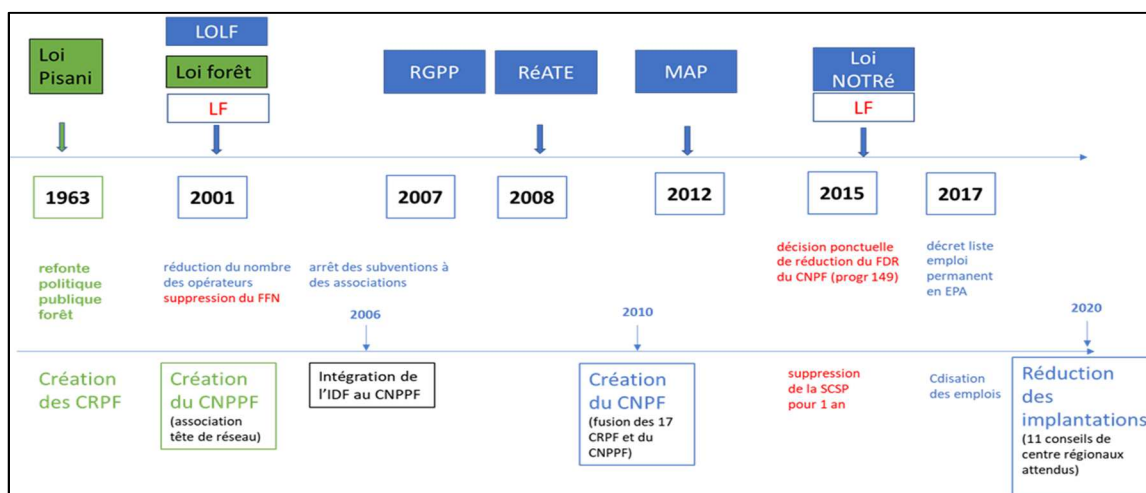 Loi
Pisani
LOLF
Loi forêt
LF
RGPP
RéATE
MAP
Loi
NOTRé
LF
1963
2001
2007
2008
2012
2015
2017
refonte
politique
publique
forêt
réduction du nombre
des opérateurs
suppression du FFN
arrêt des subventions à
des associations
décision ponctuelle
de réduction du FDR
du CNPF (progr 149)
décret liste
emploi
permanent
en EPA
2006
2010
2020
Création
des CRPF
Création
du CNPPF
(association
tête de réseau)
Intégration de
l'IDF au CNPPF
Création
du CNPF
(fusion des 17
CRPF et du
CNPPF)
suppression
de la SCSP
pour 1 an
Cdisation
des emplois
Réduction
des
implantations
(11 conseils de
centre régionaux
attendus)